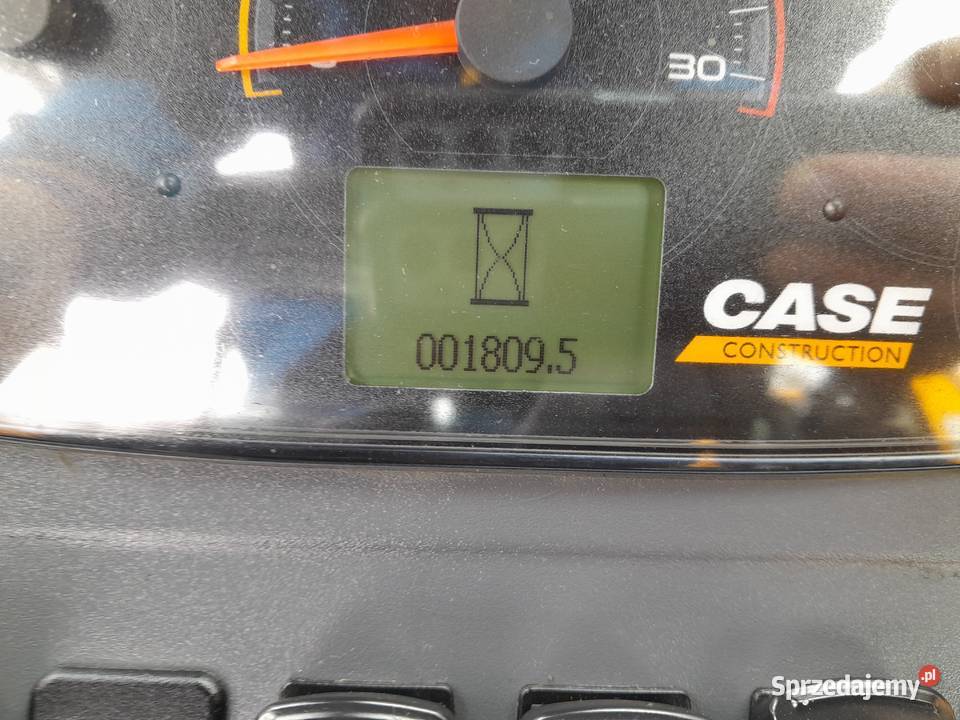 30
001809.5
CASE
CONSTRUCTION
Sprzedajemy.pl